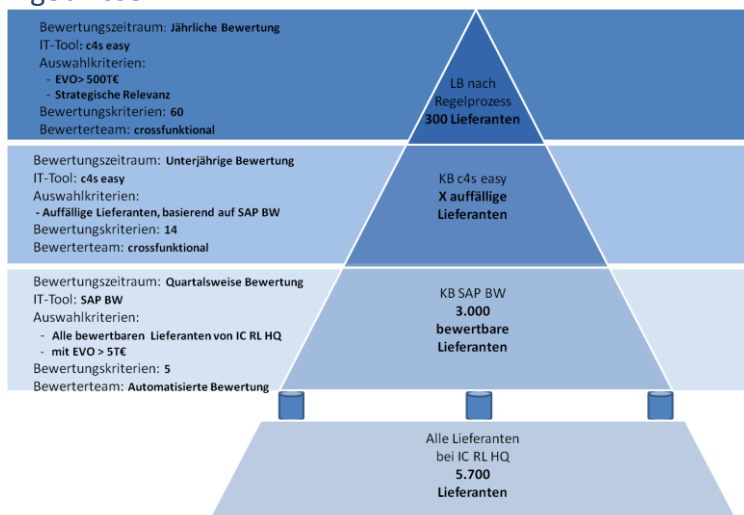 Bewertungszeitraum: Jährliche Bewertung
IT-Tool: c4s easy
Auswahlkriterien:
- EVO> 500T€
- Strategische Relevanz
Bewertungskriterien: 60
Bewerterteam: crossfunktional
LB nach
Regelprozess
300 Lieferanten
Bewertungszeitraum: Unterjährige Bewertung
IT-Tool: c4s easy
Auswahlkriterien:
- Auffällige Lieferanten, basierend auf SAP BW
Bewertungskriterien: 14
Bewerterteam: crossfunktional
KB c4s easy
X auffällige
Lieferanten
Bewertungszeitraum: Quartalsweise Bewertung
IT-Tool: SAP BW
Auswahlkriterien:
- Alle bewertbaren Lieferanten von IC RL HQ
- mit EVO > 5T€
Bewertungskriterien: 5
Bewerterteam: Automatisierte Bewertung
KB SAP BW
3.000
bewertbare
Lieferanten
Alle Lieferanten
bei IC RL HQ
5.700
Lieferanten